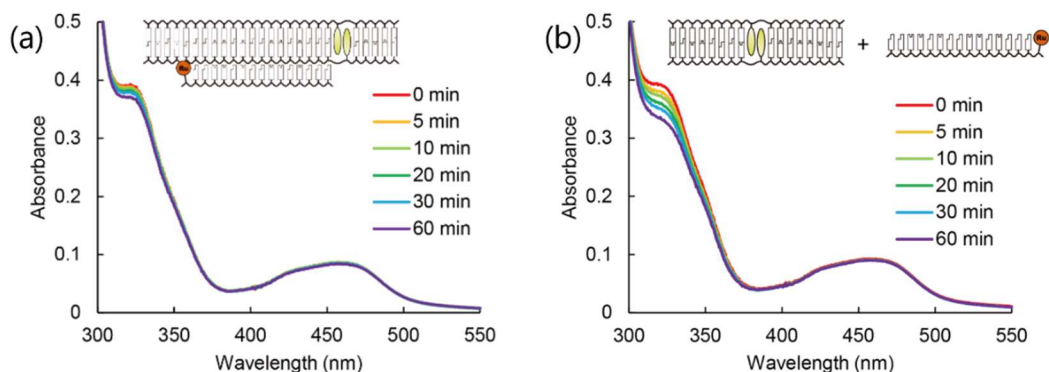 (a)
0.5
0.4
0.3
0.2
0.1
0
Absorbance
Ru
0 min
5 min
10 min
20 min
30 min
60 min
300 350 400 450 500 550
Wavelength (nm)
(b)
0.5
0.4
0.3
0.2
0.1
0
Absorbance
+
Ru
0 min
5 min
10 min
20 min
30 min
60 min
300 350 400 450 500 550
Wavelength (nm)